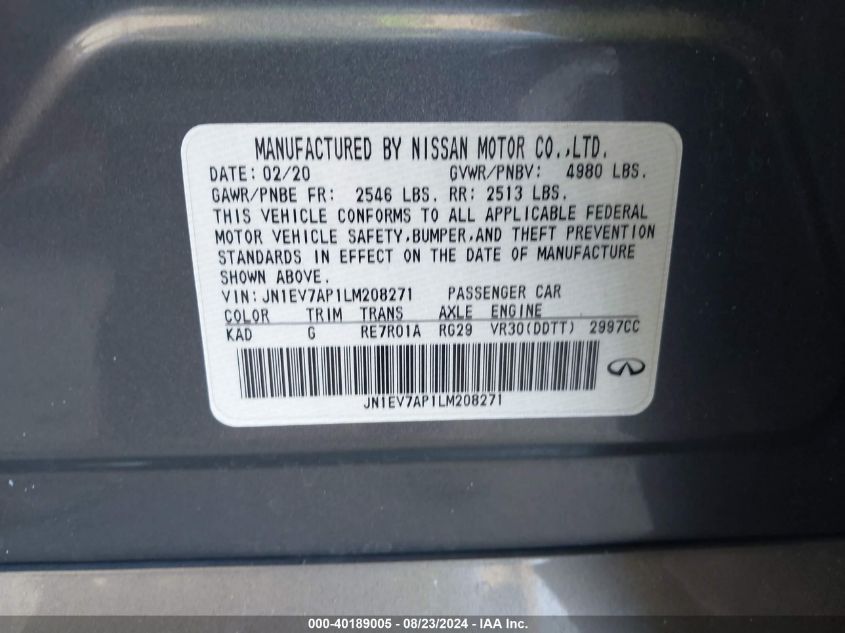 MANUFACTURED BY NISSAN MOTOR CO.,LTD.
DATE: 02/20 GVWR/PNBV: 4980 LBS.
GAWR/PNBE FR: 2546 LBS. RR: 2513 LBS.
THIS VEHICLE CONFORMS TO ALL APPLICABLE FEDERAL
MOTOR VEHICLE SAFETY,BUMPER,AND THEFT PREVENTION
STANDARDS IN EFFECT ON THE DATE OF MANUFACTURE
SHOWN ABOVE.
VIN:JN1EV7AP1LM208271 PASSENGER CAR
COLOR TRIM TRANS AXLE ENGINE
KAD G RE7R01A RG29 VR30(DDTT) 2997CC
JN1EV7AP1LM208271
000-40189005 - 08/23/2024 - IAA Inc.